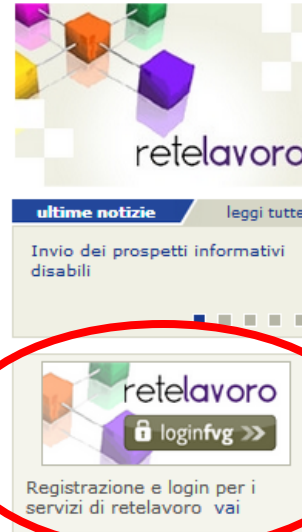 retelavoro
ultime notizie leggi tutte
Invio dei prospetti informativi
disabili
retelavoro
loginfvg >>
Registrazione e login per i
servizi di retelavoro vai